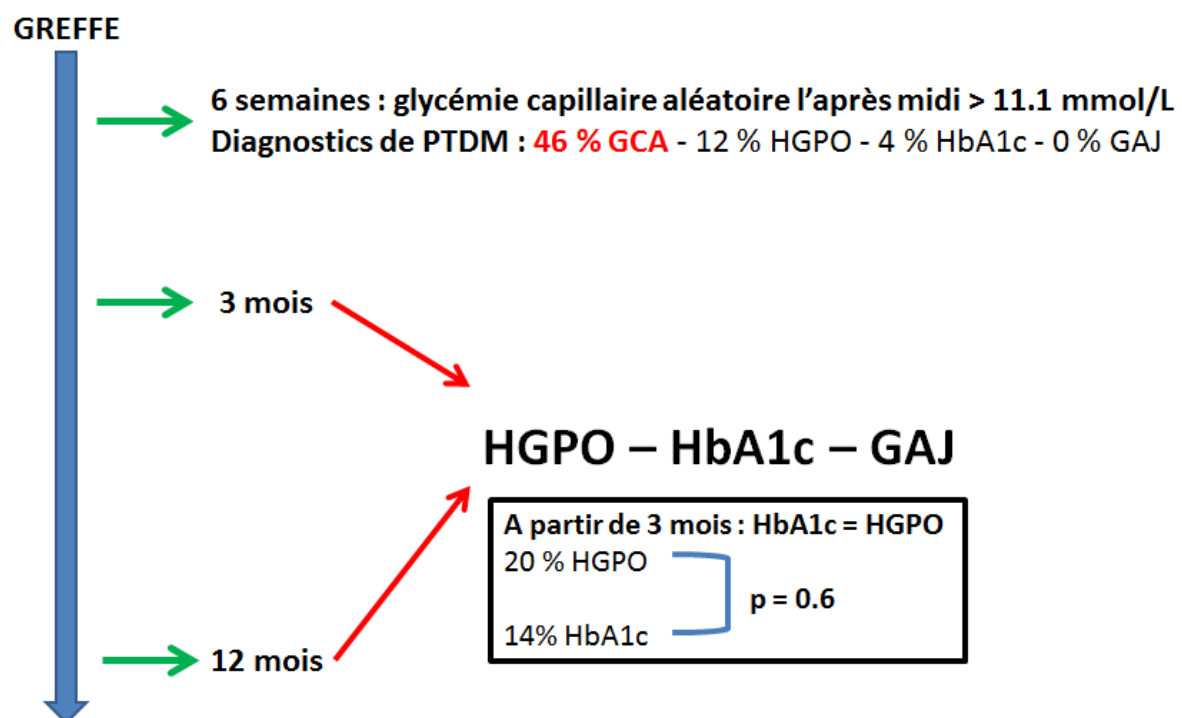 GREFFE
6 semaines : glycémie capillaire aléatoire l'après midi > 11.1 mmol/L
Diagnostics de PTDM : 46 % GCA - 12 % HGPO - 4 % HbA1c - 0 % GAJ
3 mois
HGPO – HbA1c – GAJ
A partir de 3 mois : HbA1c = HGPO
20 % HGPO
p = 0.6
14% HbA1c
12 mois